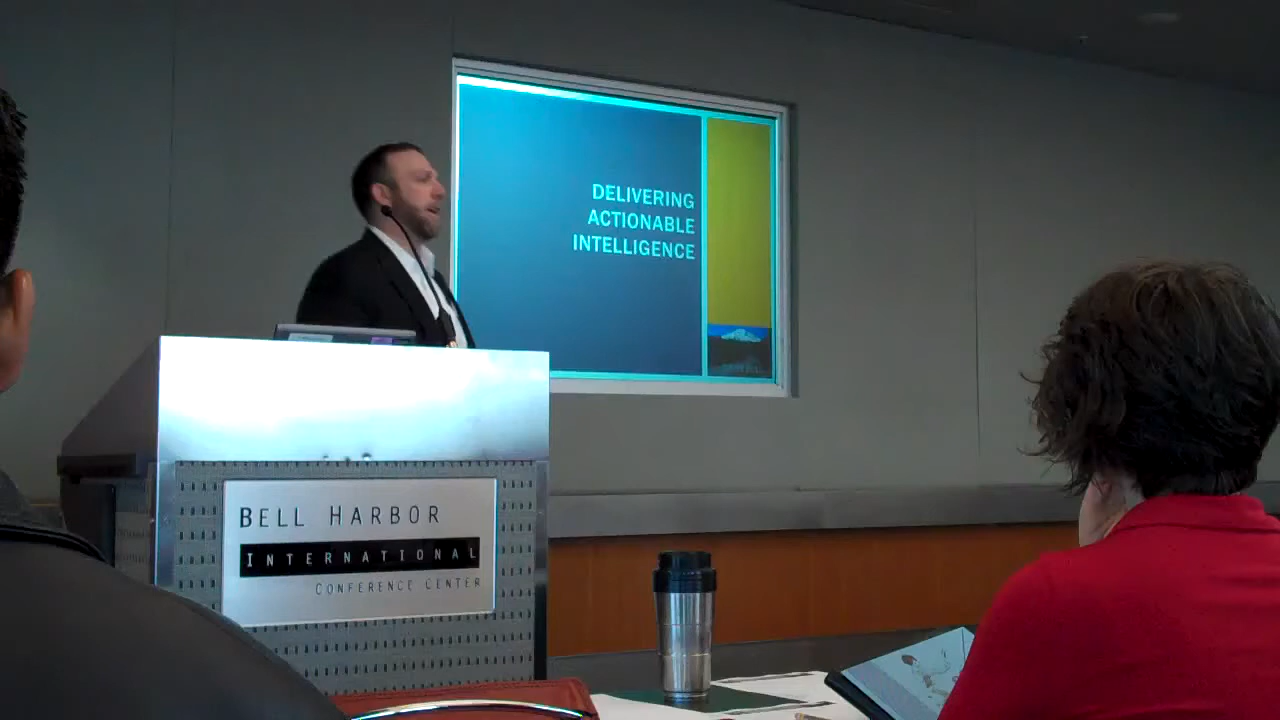 DELIVERING
ACTIONABLE
INTELLIGENCE
BELL HARBOR
INTERNATIONAL
CONFERENCE CENTER